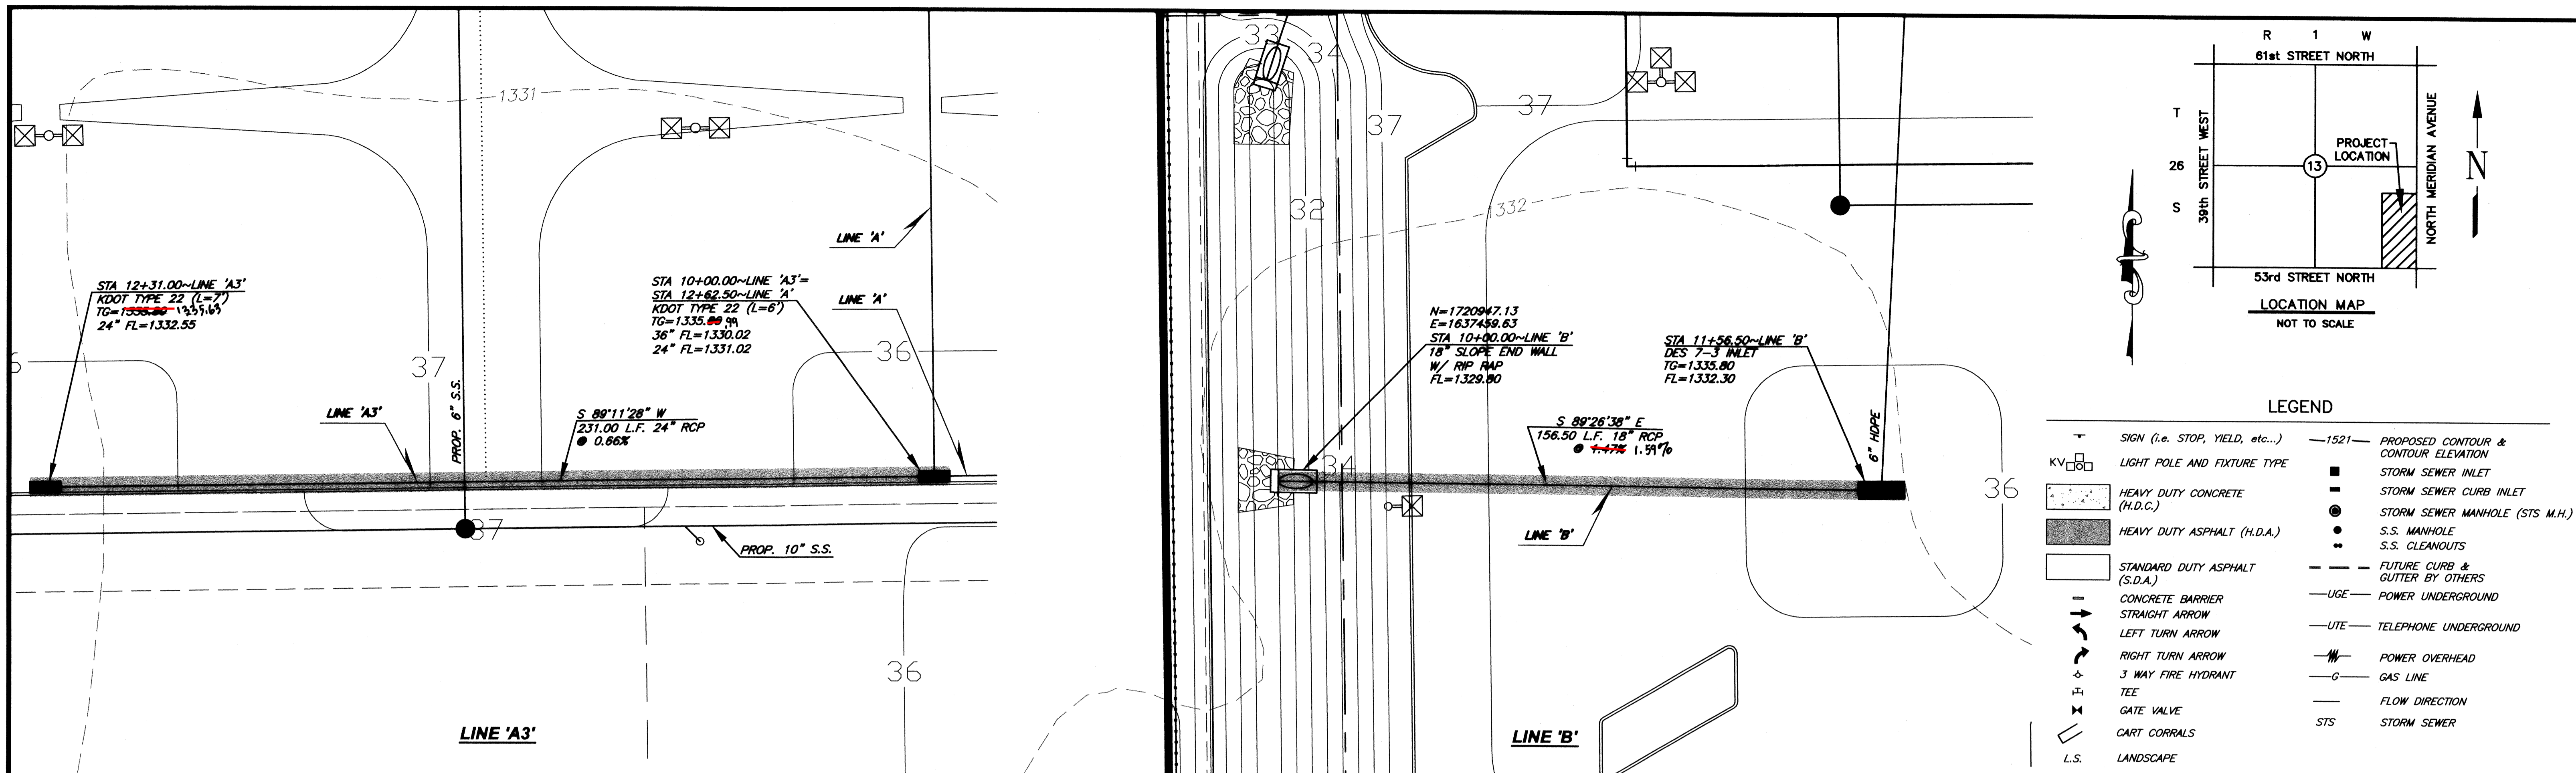 1331
LINE 'A'
STA 12+31.00~LINE 'A3'
KDOT TYPE 22 (L=7')
TG=1335.80 1335.63
24" FL=1332.55
STA 10+00.00~LINE 'A3'=
STA 12+62.50~LINE 'A'
KDOT TYPE 22 (L=6')
TG=1335. .99
36" FL=1330.02
24" FL=1331.02
LINE 'A'
36
37
PROP. 6" S.S.
LINE 'A3'
S 89°11'28" W
231.00 L.F. 24" RCP
@ 0.66%
37
PROP. 10" S.S.
36
LINE 'A3'
33
34
37
37
32
1332
N=1720947.13
E=1637459.63
STA 10+00.00~LINE 'B'
18" SLOPE END WALL
W/ RIP RAP
FL=1329.80
STA 11+56.50~LINE 'B'
DES 7-3 INLET
TG=1335.80
FL=1332.30
S 89°26'38" E
156.50 L.F. 18" RCP
@ 1.47% 1.59%
6" HDPE
34
36
LINE 'B'
LINE 'B'
R 1 W
61st STREET NORTH
T
26
S
39th STREET WEST
PROJECT
LOCATION
13
NORTH MERIDIAN AVENUE
N
53rd STREET NORTH
LOCATION MAP
NOT TO SCALE
LEGEND
SIGN (i.e. STOP, YIELD, etc...)
KV LIGHT POLE AND FIXTURE TYPE
HEAVY DUTY CONCRETE
(H.D.C.)
HEAVY DUTY ASPHALT (H.D.A.)
STANDARD DUTY ASPHALT
(S.D.A.)
CONCRETE BARRIER
STRAIGHT ARROW
LEFT TURN ARROW
RIGHT TURN ARROW
3 WAY FIRE HYDRANT
TEE
GATE VALVE
CART CORRALS
L.S. LANDSCAPE
1521 PROPOSED CONTOUR &
CONTOUR ELEVATION
STORM SEWER INLET
STORM SEWER CURB INLET
STORM SEWER MANHOLE (STS M.H.)
S.S. MANHOLE
S.S. CLEANOUTS
FUTURE CURB &
GUTTER BY OTHERS
UGE POWER UNDERGROUND
UTE TELEPHONE UNDERGROUND
POWER OVERHEAD
G GAS LINE
FLOW DIRECTION
STS STORM SEWER